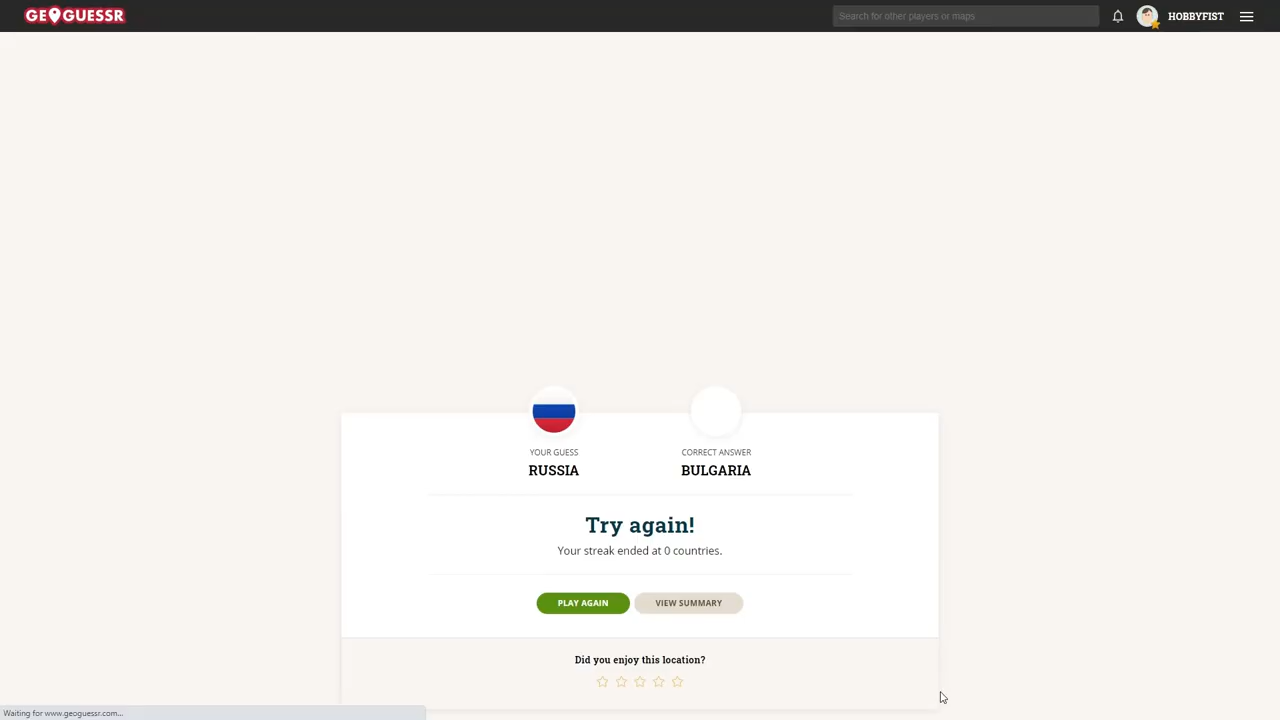 GEOGUESSR
Search for other players or maps
HOBBYFIST
YOUR GUESS
RUSSIA
CORRECT ANSWER
BULGARIA
Try again!
Your streak ended at 0 countries.
PLAY AGAIN
VIEW SUMMARY
Did you enjoy this location?
Waiting for www.geoguessr.com...